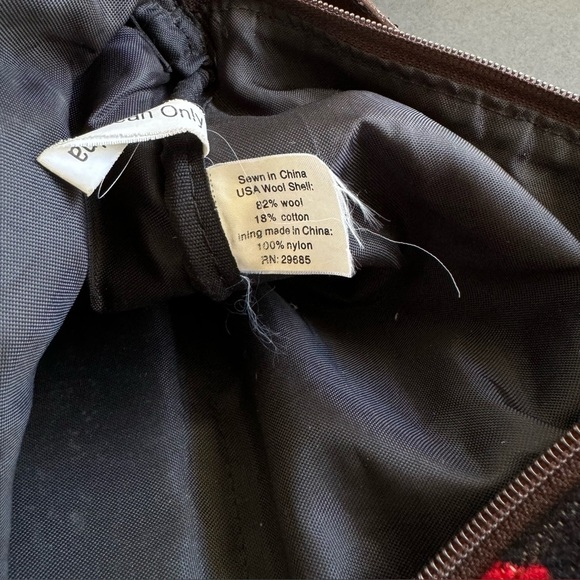 an Only
Sewn in China
USA Wool Shell:
82% wool
18% cotton
ining made in China:
100% nylon
RN: 29685